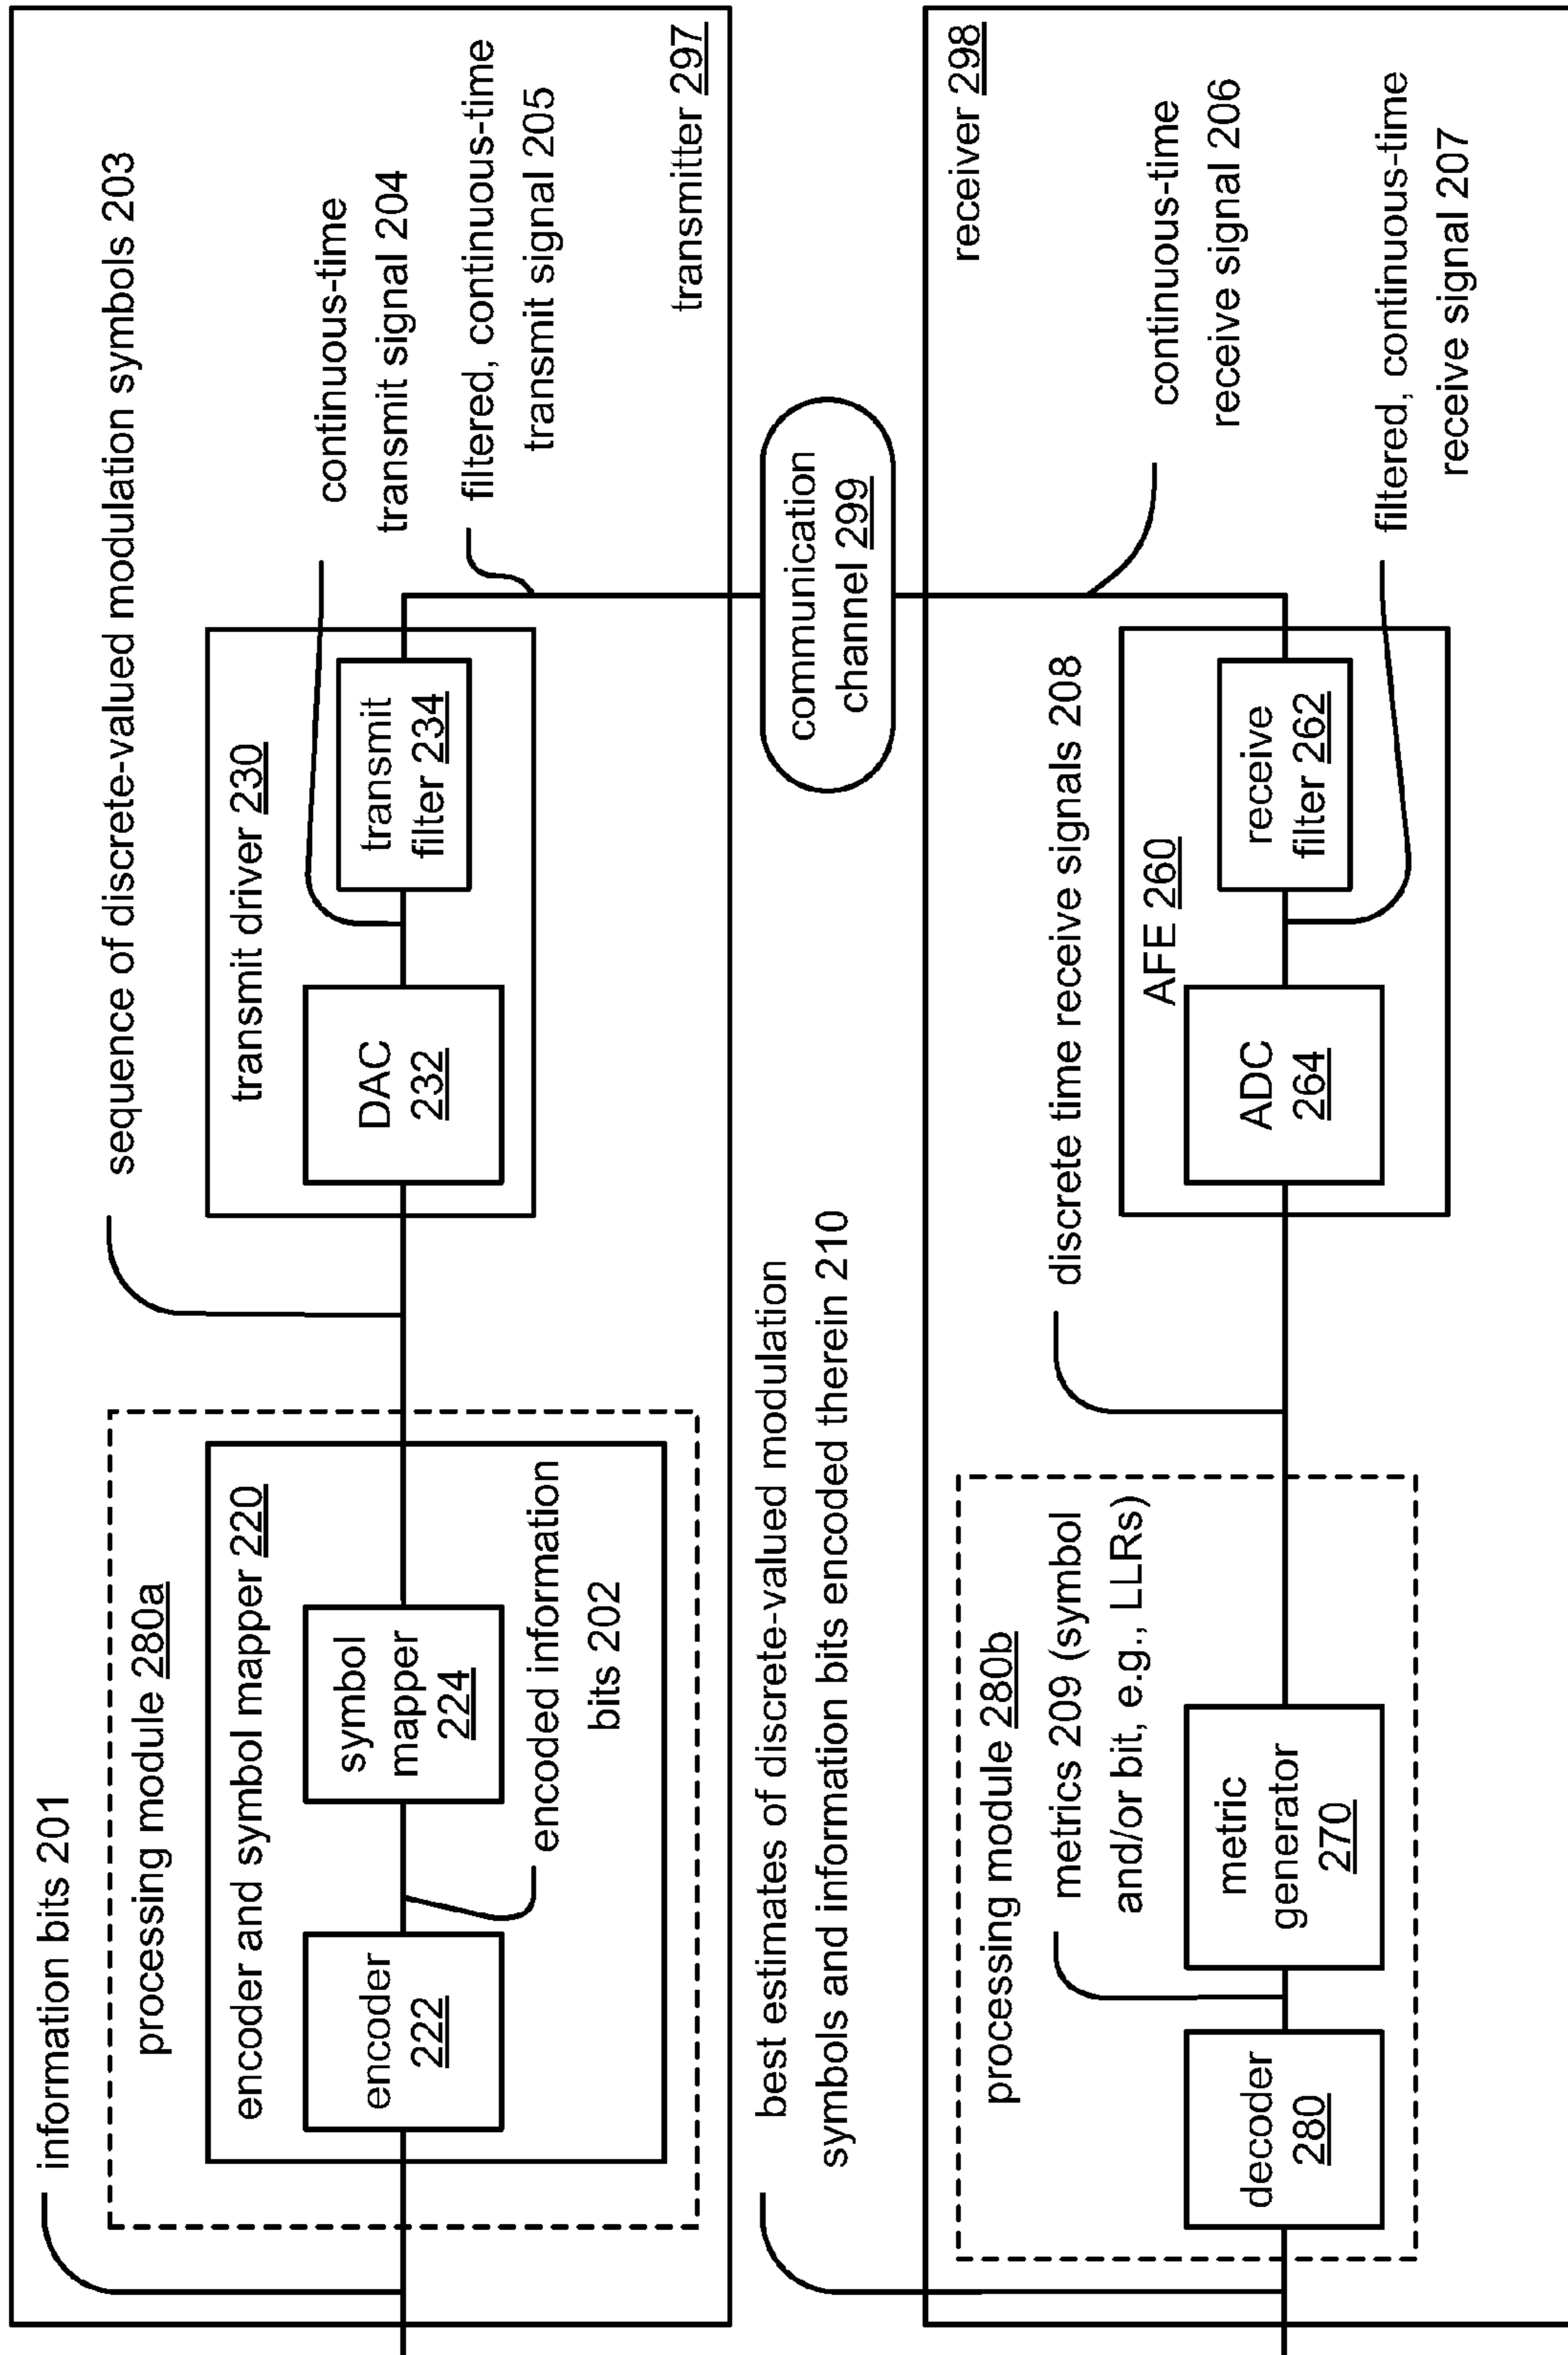 information bits 201
sequence of discrete-valued modulation symbols 203
processing module 280a
encoder and symbol mapper 220
encoder
222
symbol
mapper
224
encoded information
bits 202
transmit driver 230
DAC
232
transmit
filter 234
continuous-time
transmit signal 204
filtered, continuous-time
transmit signal 205
transmitter 297
communication
channel 299
best estimates of discrete-valued modulation
symbols and information bits encoded therein 210
receiver 298
processing module 280b
metrics 209 (symbol
and/or bit, e.g., LLRs)
decoder
280
metric
generator
270
discrete time receive signals 208
AFE 260
ADC
264
receive
filter 262
continuous-time
receive signal 206
filtered, continuous-time
receive signal 207